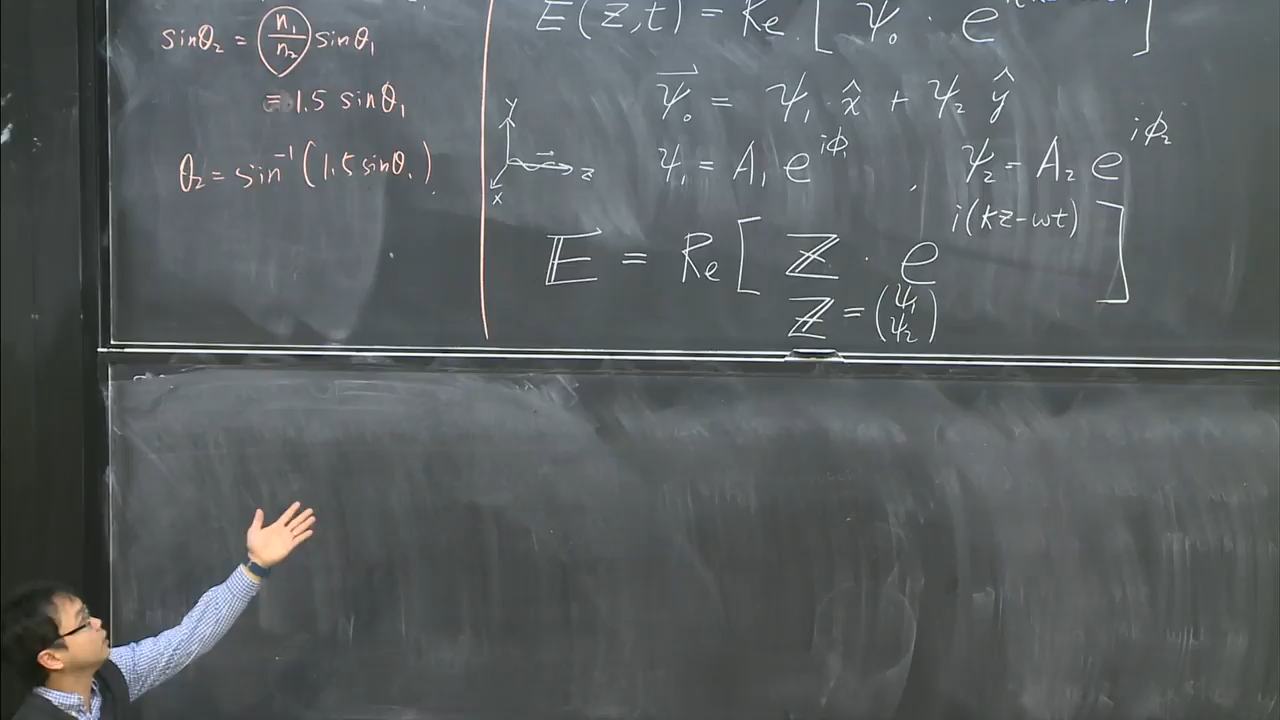 sinθ₂ = (n₁/n₂) sinθ₁
= 1.5 sinθ₁
θ₂ = sin⁻¹(1.5 sinθ₁)
E(z,t) = Re [ ψ₀ · e^{i(kz-ωt)} ]
ψ₀ = ψ₁ · x̂ + ψ₂ ŷ
y
z
x
ψ₁ = A₁ e^{iφ₁} , ψ₂ = A₂ e^{iφ₂}
E = Re [ Z · e^{i(kz-ωt)} ]
Z = (ψ₁ ψ₂)